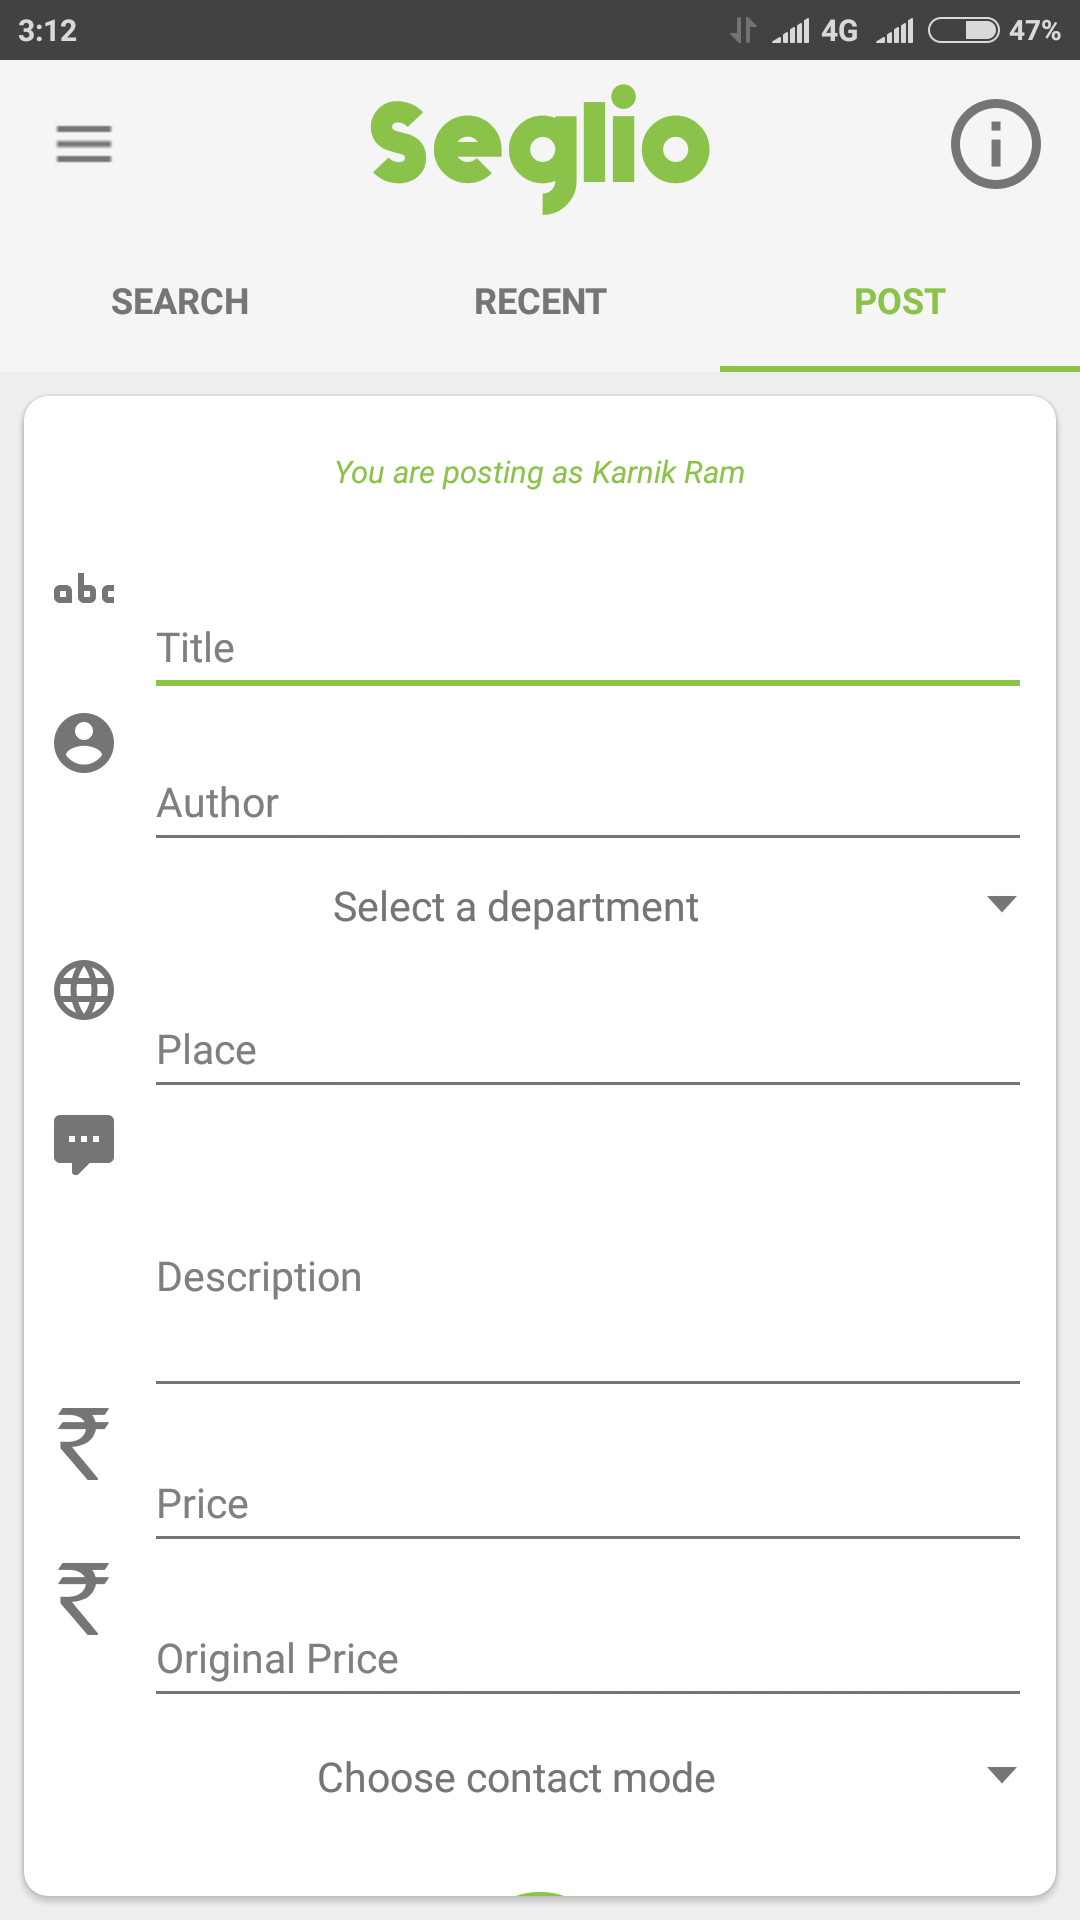 3:12 4G 47%
Seglio
SEARCH RECENT POST
You are posting as Karnik Ram
abc
Title
Author
Select a department
Place
Description
₹
Price
₹
Original Price
Choose contact mode